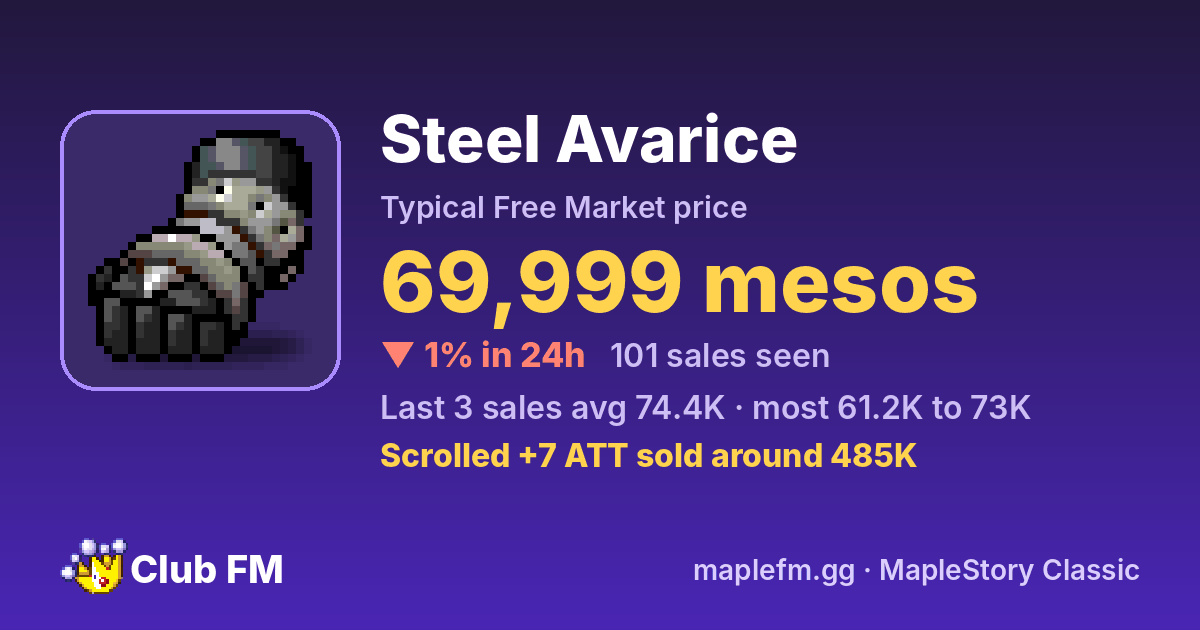 Steel Avarice
Typical Free Market price
69,999 mesos
▼ 1% in 24h 101 sales seen
Last 3 sales avg 74.4K · most 61.2K to 73K
Scrolled +7 ATT sold around 485K
Club FM
maplefm.gg · MapleStory Classic